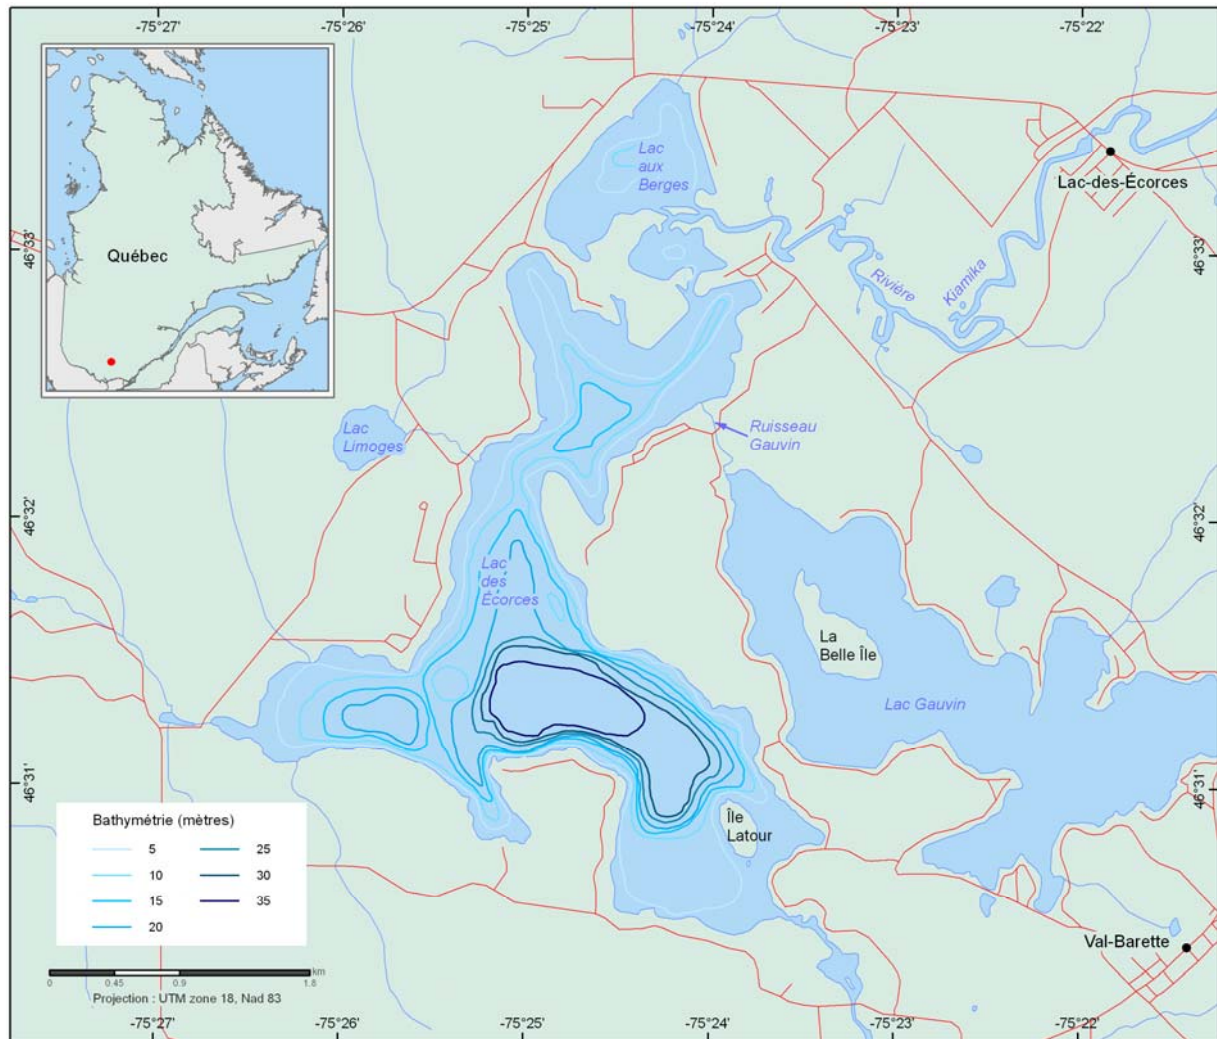 -75°27'
-75°26'
-75°25'
-75°24'
-75°23'
-75°22'
Québec
Lac
aux
Berges
Lac-des-Écorces
46°33'
46°33'
Riviére
Kiamika
Lac
Limoges
Ruisseau
Gauvin
46°32'
46°32'
Lac
des
Écorces
La
Belle Île
Lac Gauvin
46°31'
46°31'
Île
Latour
Bathymétrie (mètres)
5
25
10
30
15
35
20
Val-Barette
km
0
0.45
0.9
1.8
Projection : UTM zone 18, Nad 83
-75°27'
-75°26'
-75°25'
-75°24'
-75°23'
-75°22'